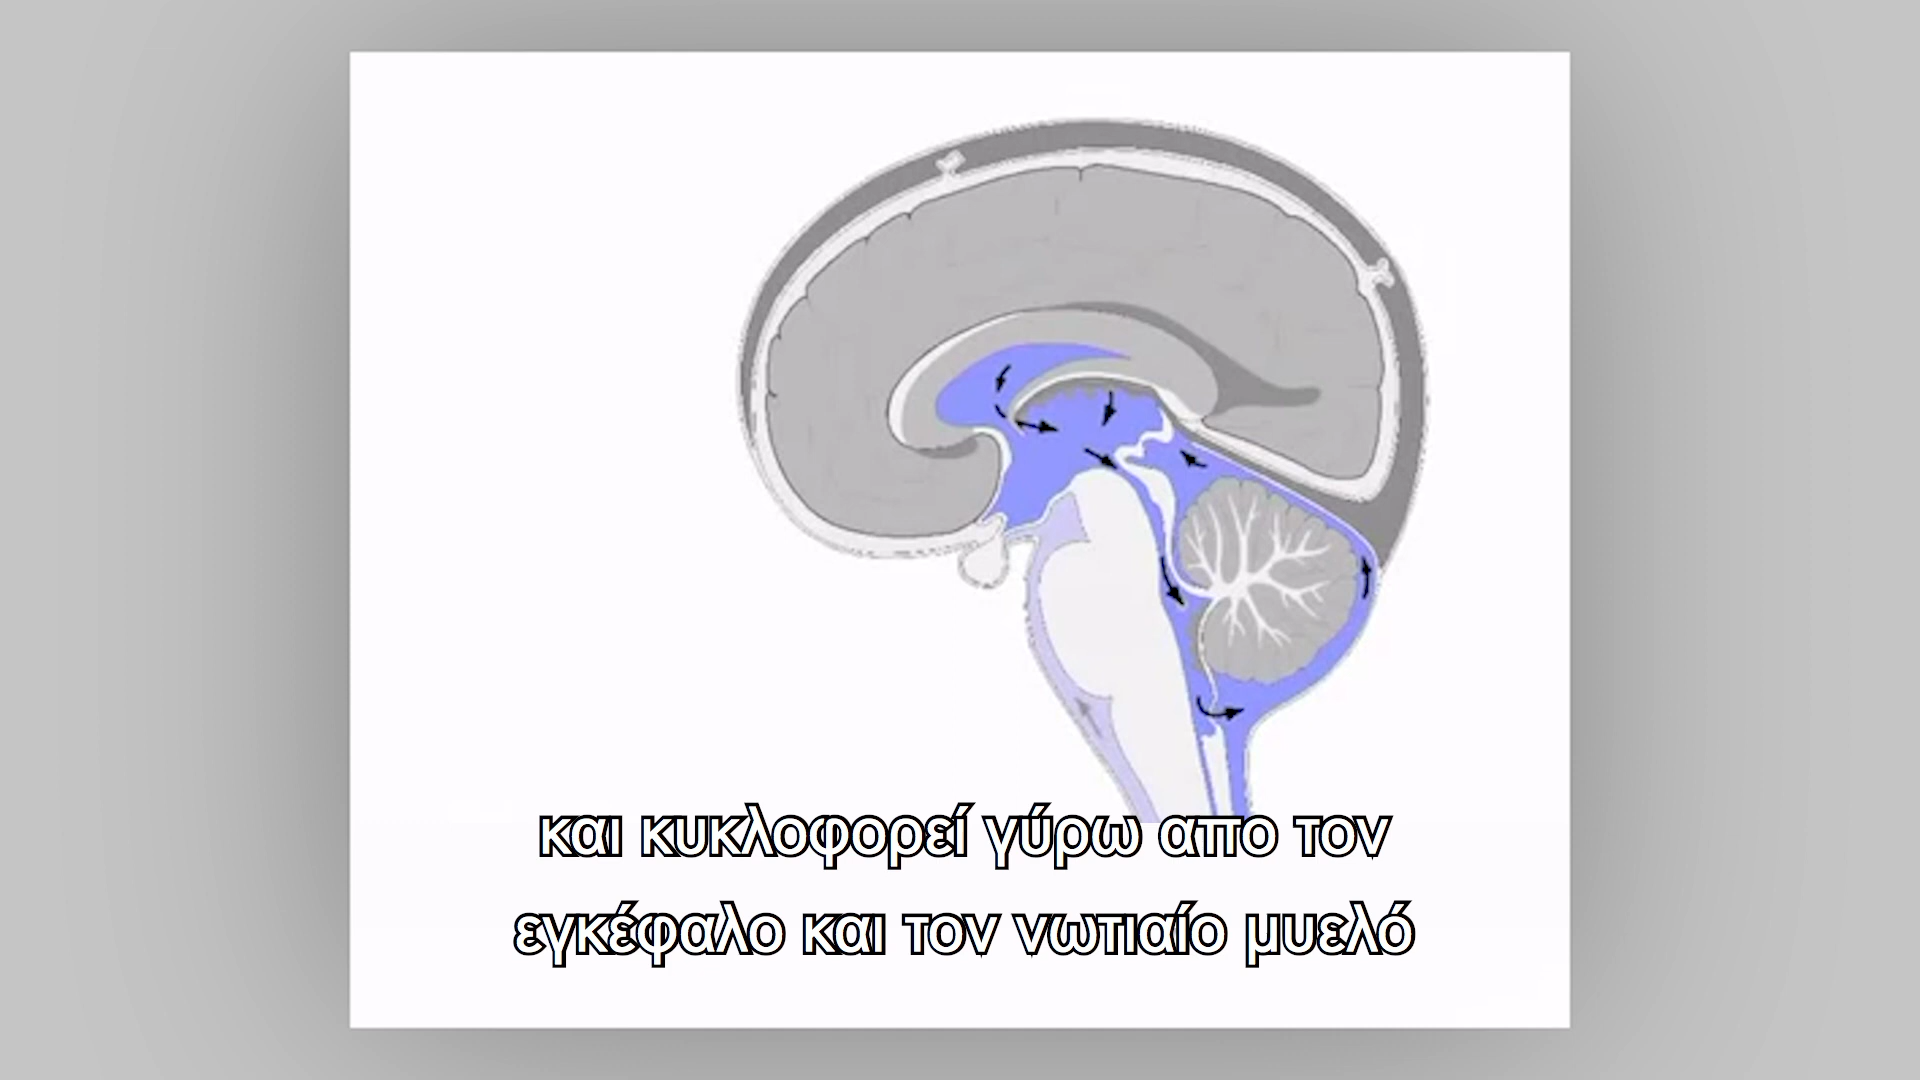 και κυκλοφορεί γύρω απο τον
εγκέφαλο και τον νωτιαίο μυελό